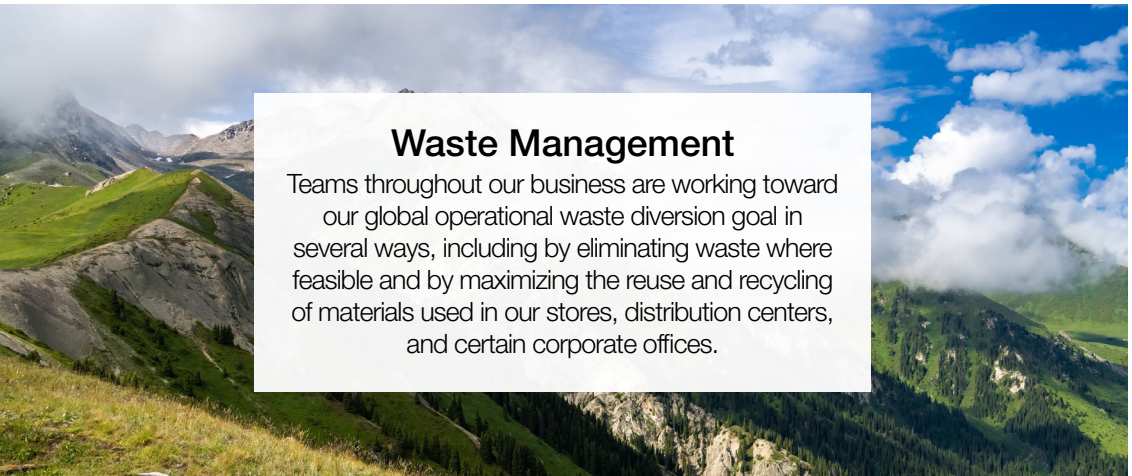 Waste Management
Teams throughout our business are working toward
our global operational waste diversion goal in
several ways, including by eliminating waste where
feasible and by maximizing the reuse and recycling
of materials used in our stores, distribution centers,
and certain corporate offices.